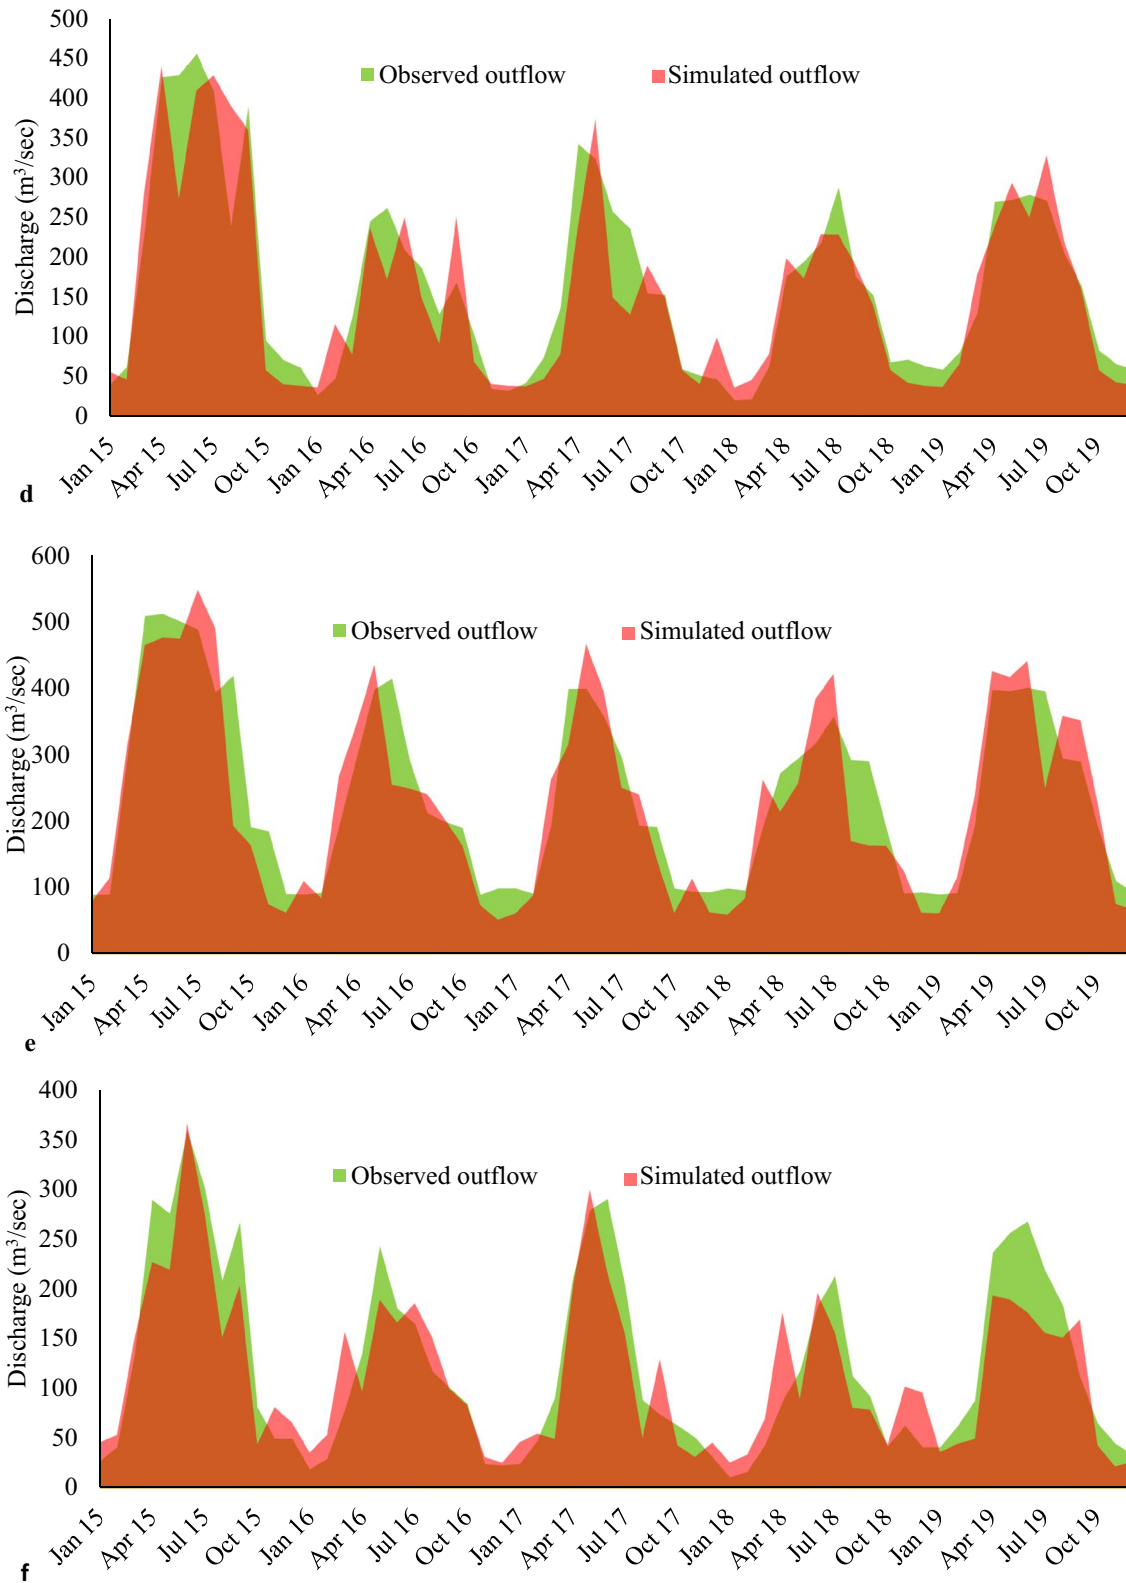 500
450
400
350
300
250
200
150
100
50
0
Discharge (m³/sec)
Observed outflow
Simulated outflow
Jan 15
Apr 15
Jul 15
Oct 15
Jan 16
Apr 16
Jul 16
Oct 16
Jan 17
Apr 17
Jul 17
Oct 17
Jan 18
Apr 18
Jul 18
Oct 18
Jan 19
Apr 19
Jul 19
Oct 19
d
600
500
400
300
200
100
0
Discharge (m³/sec)
Observed outflow
Simulated outflow
Jan 15
Apr 15
Jul 15
Oct 15
Jan 16
Apr 16
Jul 16
Oct 16
Jan 17
Apr 17
Jul 17
Oct 17
Jan 18
Apr 18
Jul 18
Oct 18
Jan 19
Apr 19
Jul 19
Oct 19
e
400
350
300
250
200
150
100
50
0
Discharge (m³/sec)
Observed outflow
Simulated outflow
Jan 15
Apr 15
Jul 15
Oct 15
Jan 16
Apr 16
Jul 16
Oct 16
Jan 17
Apr 17
Jul 17
Oct 17
Jan 18
Apr 18
Jul 18
Oct 18
Jan 19
Apr 19
Jul 19
Oct 19
f